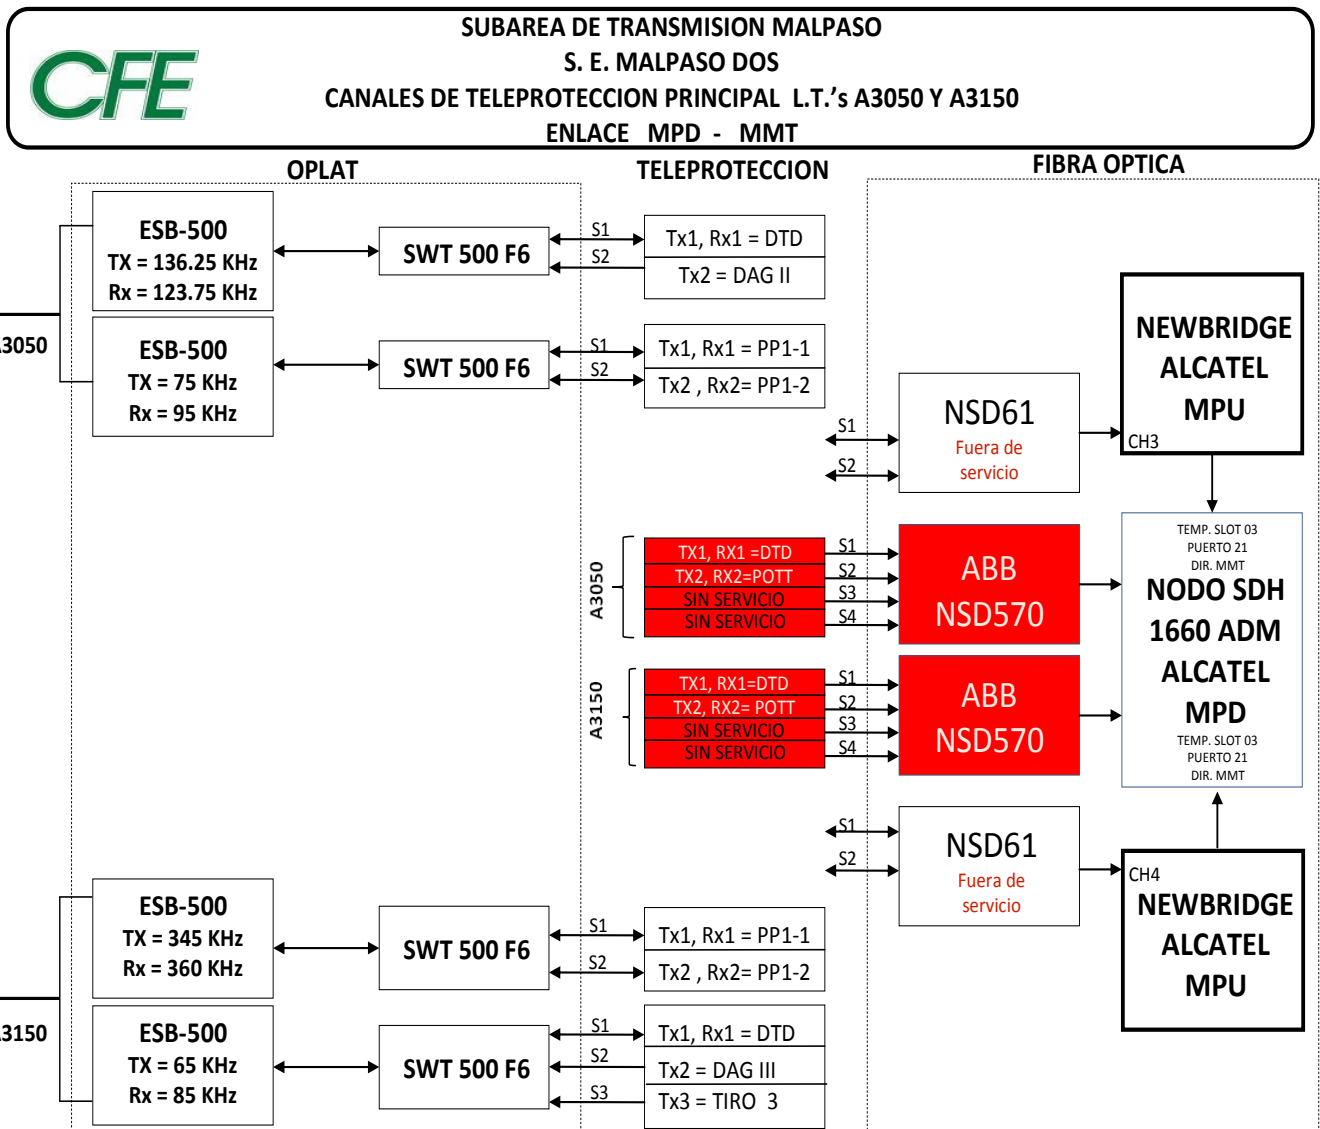 CFE
SUBAREA DE TRANSMISION MALPASO
S. E. MALPASO DOS
CANALES DE TELEPROTECCION PRINCIPAL L.T.'s A3050 Y A3150
ENLACE MPD - MMT
OPLAT
TELEPROTECCION
FIBRA OPTICA
A3050
ESB-500
TX = 136.25 KHz
Rx = 123.75 KHz
SWT 500 F6
S1
S2
Tx1, Rx1 = DTD
Tx2 = DAG II
ESB-500
TX = 75 KHz
Rx = 95 KHz
SWT 500 F6
S1
S2
Tx1, Rx1 = PP1-1
Tx2 , Rx2= PP1-2
S1
S2
NSD61
Fuera de
servicio
NEWBRIDGE
ALCATEL
MPU
CH3
A3050
TX1, RX1 =DTD
TX2, RX2=POTT
SIN SERVICIO
SIN SERVICIO
S1
S2
S3
S4
ABB
NSD570
TEMP. SLOT 03
PUERTO 21
DIR. MMT
NODO SDH
1660 ADM
ALCATEL
MPD
TEMP. SLOT 03
PUERTO 21
DIR. MMT
A3150
TX1, RX1=DTD
TX2, RX2= POTT
SIN SERVICIO
SIN SERVICIO
S1
S2
S3
S4
ABB
NSD570
S1
S2
NSD61
Fuera de
servicio
CH4
NEWBRIDGE
ALCATEL
MPU
A3150
ESB-500
TX = 345 KHz
Rx = 360 KHz
SWT 500 F6
S1
S2
Tx1, Rx1 = PP1-1
Tx2 , Rx2= PP1-2
ESB-500
TX = 65 KHz
Rx = 85 KHz
SWT 500 F6
S1
S2
S3
Tx1, Rx1 = DTD
Tx2 = DAG III
Tx3 = TIRO 3